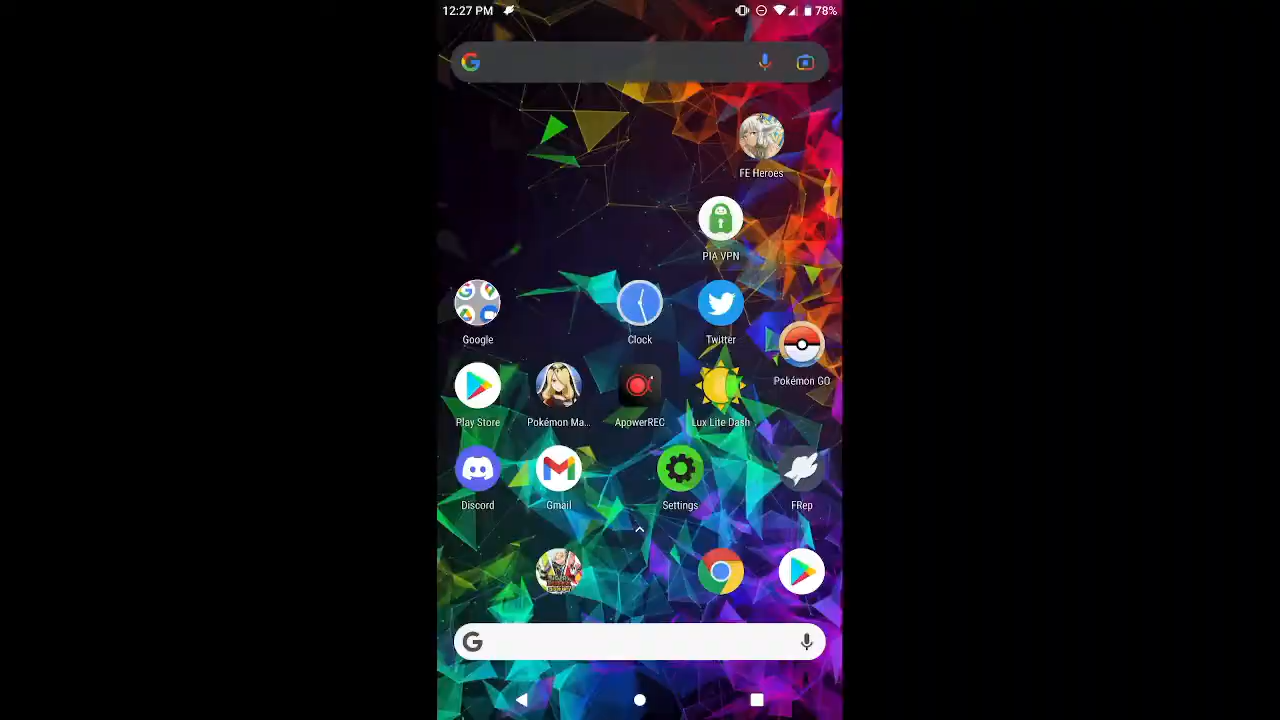 12:27 PM 78%
FE Heroes
PIA VPN
Google
Clock
Twitter
Pokémon GO
Play Store
Pokémon Ma...
ApowerREC
Lux Lite Dash
Discord
Gmail
Settings
FRep